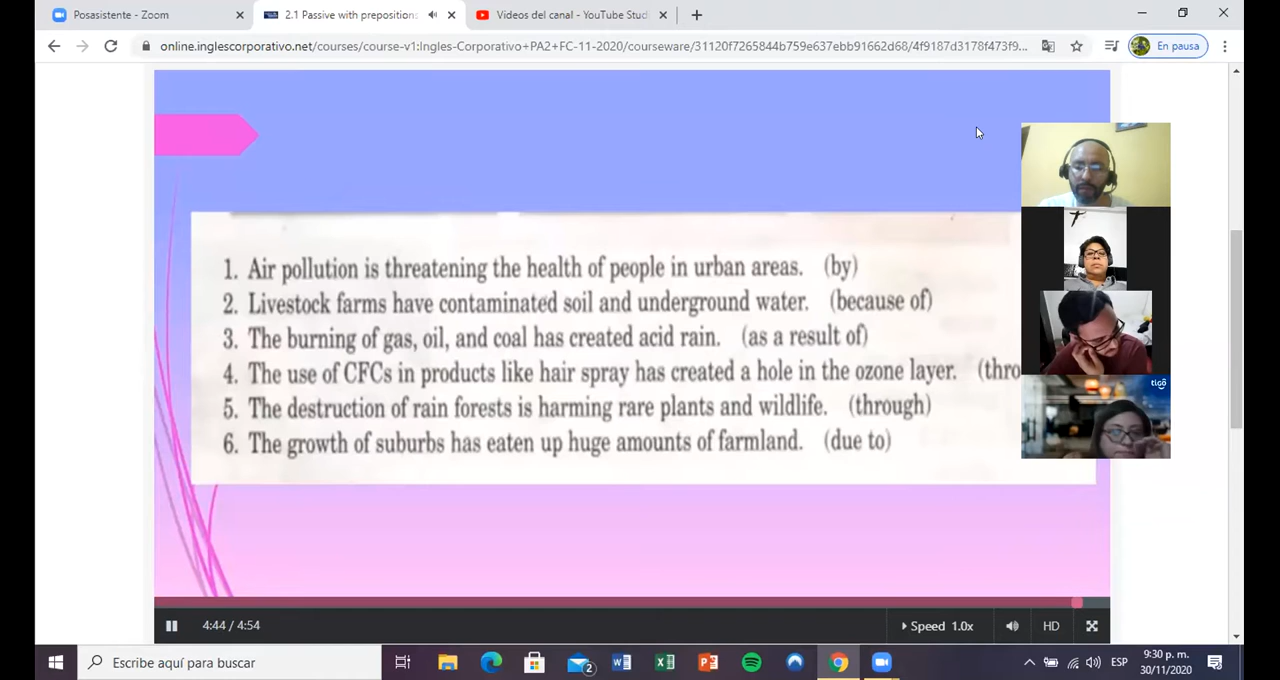 Posasistente - Zoom
2.1 Passive with prepositions
Videos del canal - YouTube Stud
online.inglescorporativo.net/courses/course-v1:Ingles-Corporativo+PA2+FC-11-2020/courseware/31120f7265844b759e637ebb91662d68/4f9187d3178f473f9...
En pausa
1. Air pollution is threatening the health of people in urban areas. (by)
2. Livestock farms have contaminated soil and underground water. (because of)
3. The burning of gas, oil, and coal has created acid rain. (as a result of)
4. The use of CFCs in products like hair spray has created a hole in the ozone layer. (thro
5. The destruction of rain forests is harming rare plants and wildlife. (through)
6. The growth of suburbs has eaten up huge amounts of farmland. (due to)
tigo
4:44 / 4:54
Speed 1.0x
HD
Escribe aquí para buscar
2
ESP
9:30 p. m.
30/11/2020